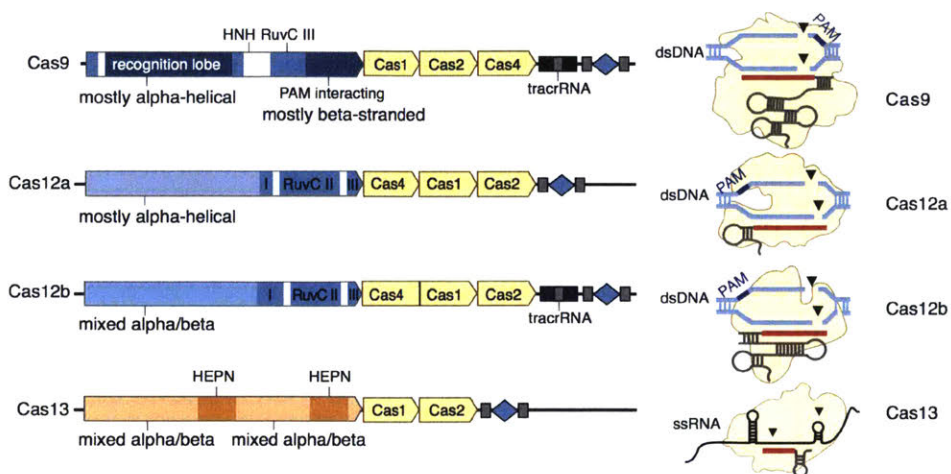 HNH RuvC III
Cas9 recognition lobe Cas1 Cas2 Cas4
mostly alpha-helical PAM interacting tracrRNA
mostly beta-stranded
dsDNA PAM
Cas9
Cas12a I RuvC II III Cas4 Cas1 Cas2
mostly alpha-helical
dsDNA PAM
Cas12a
Cas12b I RuvC II III Cas4 Cas1 Cas2
mixed alpha/beta tracrRNA
dsDNA PAM
Cas12b
HEPN HEPN
Cas13 Cas1 Cas2
mixed alpha/beta mixed alpha/beta
ssRNA
Cas13